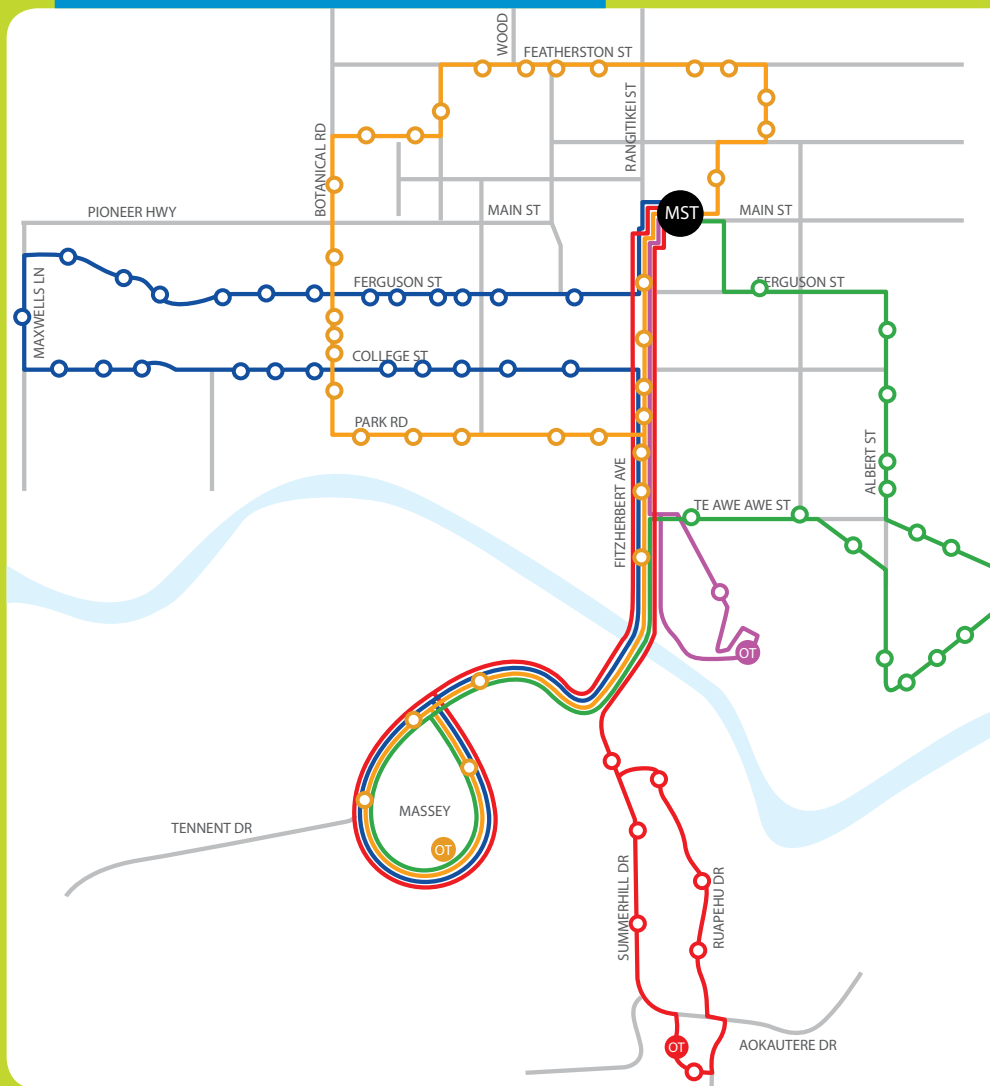 WOOD
FEATHERSTON ST
RANGITIKEI ST
BOTANICAL RD
PIONEER HWY
MAIN ST
MST
MAIN ST
MAXWELLS LN
FERGUSON ST
FERGUSON ST
COLLEGE ST
PARK RD
ALBERT ST
FITZHERBERT AVE
TE AWE AWE ST
OT
MASSEY
TENNENT DR
OT
SUMMERHILL DR
RUAPEHU DR
OT
AOKAUTERE DR